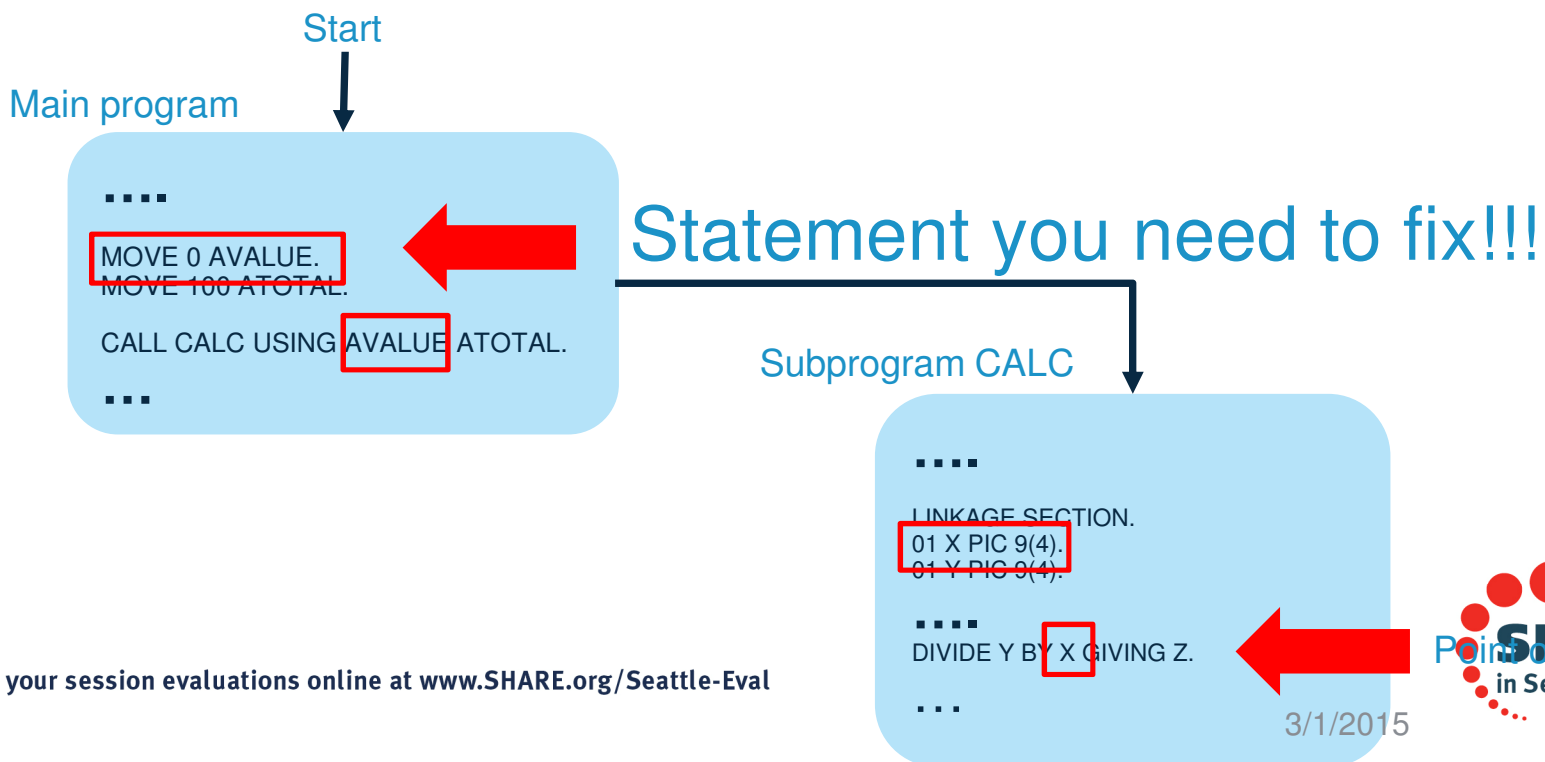 Start
Main program
....
MOVE 0 AVALUE.
MOVE 100 ATOTAL.
CALL CALC USING AVALUE ATOTAL.
...
Statement you need to fix!!!
Subprogram CALC
....
LINKAGE SECTION.
01 X PIC 9(4).
01 Y PIC 9(4).
....
DIVIDE Y BY X GIVING Z.
...
Point
your session evaluations online at www.SHARE.org/Seattle-Eval
in
3/1/2015